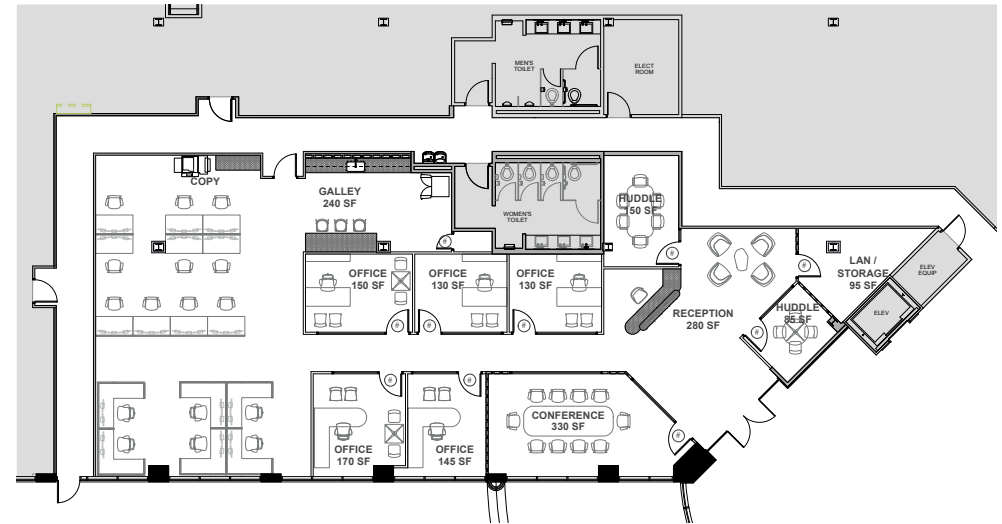 MEN'S
TOILET
ELECT
ROOM
COPY
GALLEY
240 SF
WOMEN'S
TOILET
HUDDLE
150 SF
OFFICE
150 SF
OFFICE
130 SF
OFFICE
130 SF
RECEPTION
280 SF
LAN /
STORAGE
95 SF
ELEV
EQUIP
ELEV
HUDDLE
85 SF
OFFICE
170 SF
OFFICE
145 SF
CONFERENCE
330 SF
#
#
#
#
#
#
#
#
#
#
#